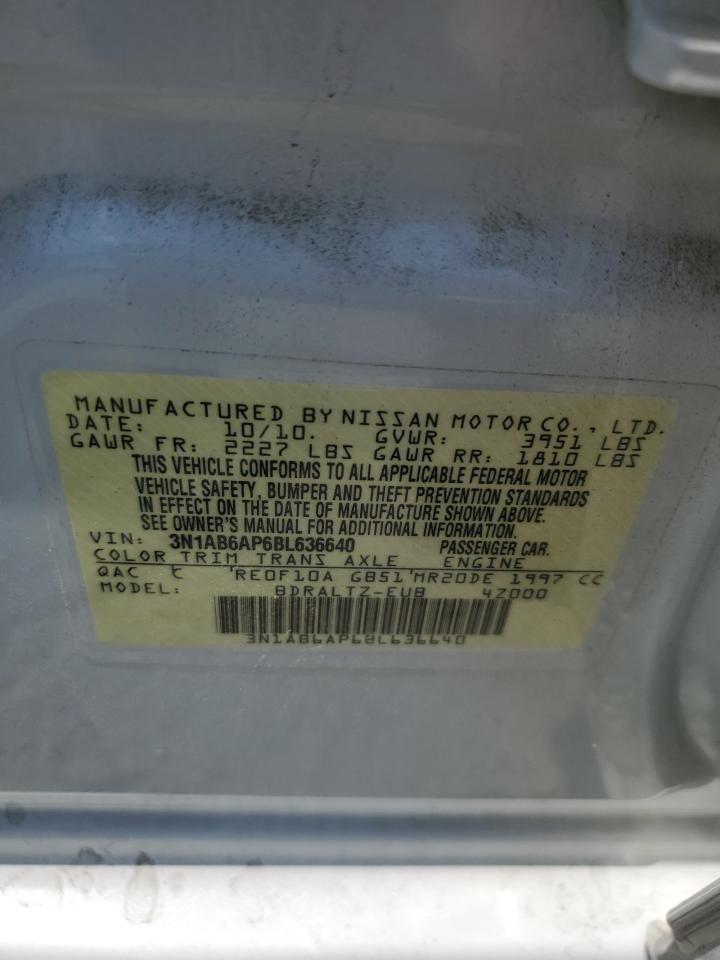 MANUFACTURED BY NISSAN MOTOR CO., LTD.
DATE: 10/10. GVWR: 3951 LBS
GAWR FR: 2227 LBS GAWR RR: 1810 LBS
THIS VEHICLE CONFORMS TO ALL APPLICABLE FEDERAL MOTOR
VEHICLE SAFETY, BUMPER AND THEFT PREVENTION STANDARDS
IN EFFECT ON THE DATE OF MANUFACTURE SHOWN ABOVE.
SEE OWNER'S MANUAL FOR ADDITIONAL INFORMATION.
VIN: 3N1AB6AP6BL636640 PASSENGER CAR.
COLOR TRIM TRANS AXLE ENGINE
QAC C RE0F10A GB51 MR20DE 1997 CC
MODEL: BDRALTZ-EUB 4Z000
3N1AB6AP6BL636640